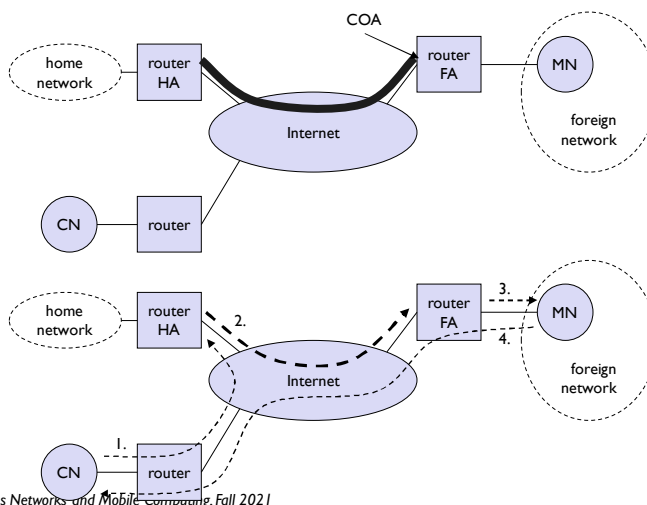 COA
home
network
router
HA
router
FA
MN
foreign
network
Internet
CN
router
home
network
router
HA
2.
router
FA
3.
MN
4.
foreign
network
Internet
1.
CN
router
s Networks and Mobile Computing, Fall 2021